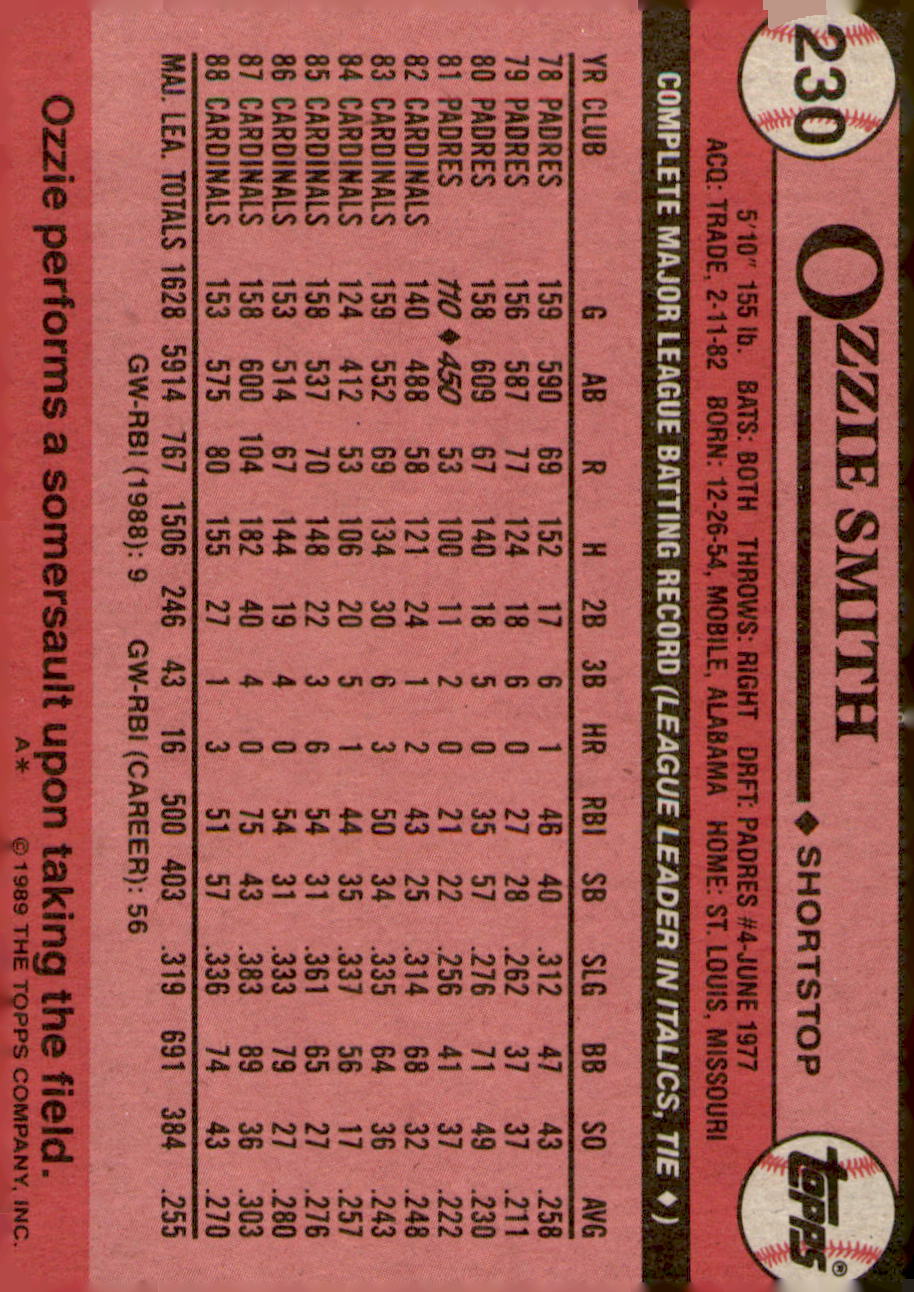 230
OZZIE SMITH ♦ SHORTSTOP
topps®
5'10" 155 lb. BATS: BOTH THROWS: RIGHT DRFT: PADRES #4-JUNE 1977
ACQ: TRADE, 2-11-82 BORN: 12-26-54, MOBILE, ALABAMA HOME: ST. LOUIS, MISSOURI
COMPLETE MAJOR LEAGUE BATTING RECORD (LEAGUE LEADER IN ITALICS, TIE ♦)
YR CLUB G AB R H 2B 3B HR RBI SB SLG BB SO AVG
78 PADRES 159 590 69 152 17 6 1 46 40 .312 47 43 .258
79 PADRES 156 587 77 124 18 6 0 27 28 .262 37 37 .211
80 PADRES 158 609 67 140 18 5 0 35 57 .276 71 49 .230
81 PADRES 110 ♦ 450 53 100 11 2 0 21 22 .256 41 37 .222
82 CARDINALS 140 488 58 121 24 1 2 43 25 .314 68 32 .248
83 CARDINALS 159 552 69 134 30 6 3 50 34 .335 64 36 .243
84 CARDINALS 124 412 53 106 20 5 1 44 35 .337 56 17 .257
85 CARDINALS 158 537 70 148 22 3 6 54 31 .361 65 27 .276
86 CARDINALS 153 514 67 144 19 4 0 54 31 .333 79 27 .280
87 CARDINALS 158 600 104 182 40 4 0 75 43 .383 89 36 .303
88 CARDINALS 153 575 80 155 27 1 3 51 57 .336 74 43 .270
MAJ. LEA. TOTALS 1628 5914 767 1506 246 43 16 500 403 .319 691 384 .255
GW-RBI (1988): 9 GW-RBI (CAREER): 56
Ozzie performs a somersault upon taking the field.
A* © 1989 THE TOPPS COMPANY, INC.